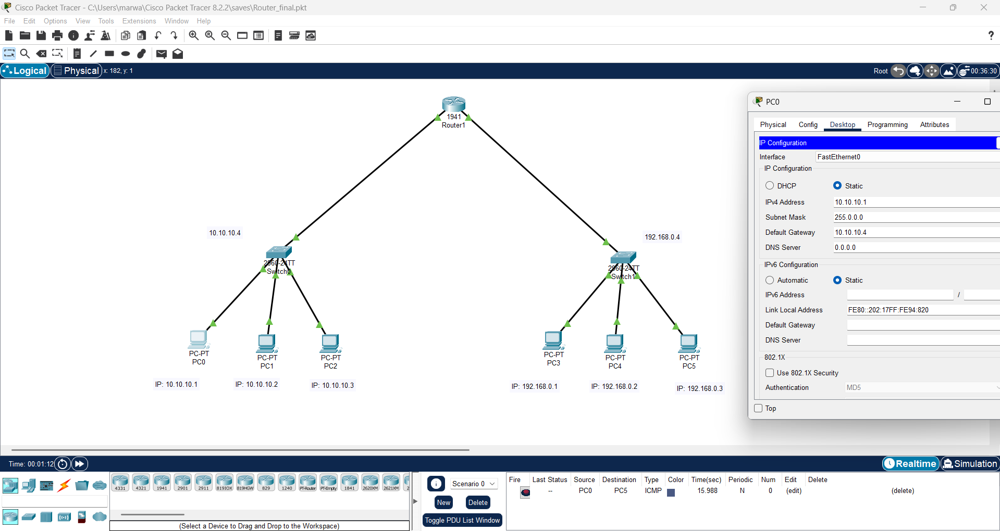 Cisco Packet Tracer - C:\Users\marwa\Cisco Packet Tracer 8.2.2\saves\Router_final.pkt
File Edit Options View Tools Extensions Window Help
?
Logical Physical x: 182, y: 1 Root 00:36:30
1941
Router1
10.10.10.4
192.168.0.4
2960-24TT
Switch0
2960-24TT
Switch1
PC-PT
PC0
PC-PT
PC1
PC-PT
PC2
PC-PT
PC3
PC-PT
PC4
PC-PT
PC5
IP: 10.10.10.1
IP: 10.10.10.2
IP: 10.10.10.3
IP: 192.168.0.1
IP: 192.168.0.2
IP: 192.168.0.3
PC0
Physical Config Desktop Programming Attributes
IP Configuration
Interface FastEthernet0
IP Configuration
DHCP Static
IPv4 Address 10.10.10.1
Subnet Mask 255.0.0.0
Default Gateway 10.10.10.4
DNS Server 0.0.0.0
IPv6 Configuration
Automatic Static
IPv6 Address /
Link Local Address FE80::202:17FF:FE94:820
Default Gateway
DNS Server
802.1X
Use 802.1X Security
Authentication MD5
Top
Time: 00:01:12 Realtime Simulation
4331 4321 1941 2901 2911 819IOX 819HGW 829 1240 PT-Router PT-Empty 1841 2620XM 2621XM 2
(Select a Device to Drag and Drop to the Workspace)
Scenario 0
New Delete
Toggle PDU List Window
Fire Last Status Source Destination Type Color Time(sec) Periodic Num Edit Delete
-- PC0 PC5 ICMP 15.988 N 0 (edit) (delete)